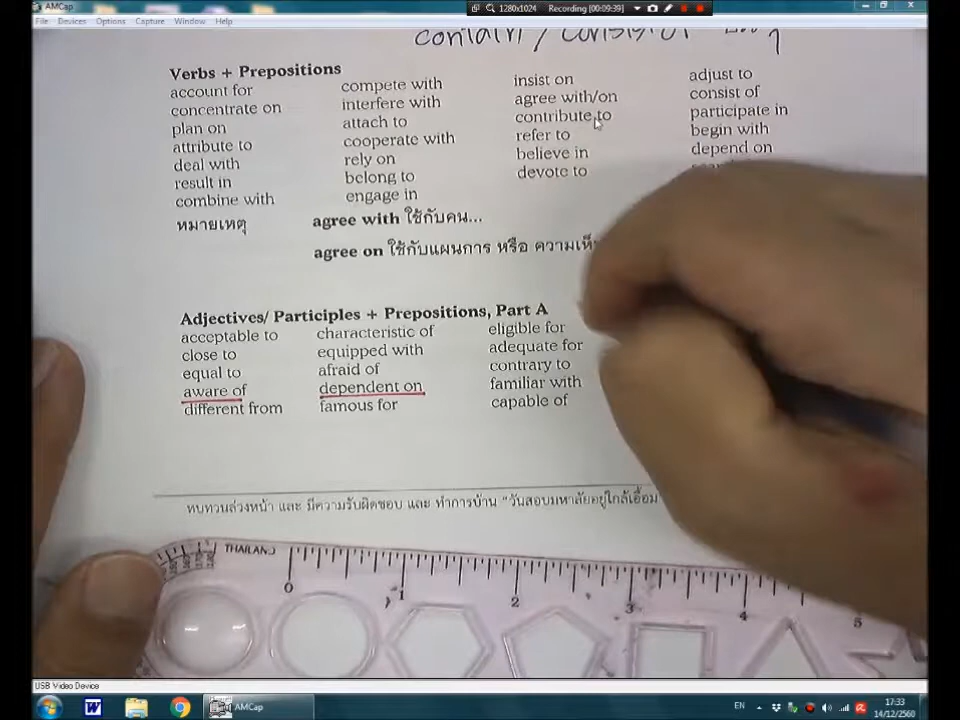 AMCap
File Devices Options Capture Window Help
1280x1024 Recording [00:09:39]
contain / consist of
Verbs + Prepositions
account for compete with insist on adjust to
concentrate on interfere with agree with/on consist of
plan on attach to contribute to participate in
attribute to cooperate with refer to begin with
deal with rely on believe in depend on
result in belong to devote to
combine with engage in
หมายเหตุ agree with ใช้กับคน...
agree on ใช้กับแผนการ หรือ
Adjectives/ Participles + Prepositions, Part A
acceptable to characteristic of eligible for
close to equipped with adequate for
equal to afraid of contrary to
aware of dependent on familiar with
different from famous for capable of
ทบทวนล่วงหน้า และ มีความรับผิดชอบ และ ทำการบ้าน "วันสอบมหาลัยอยู่ใกล้เอื้อม
THAILAND
0 1 2 3 4 5
USB Video Device
AMCap
EN
17:33
14/12/2560